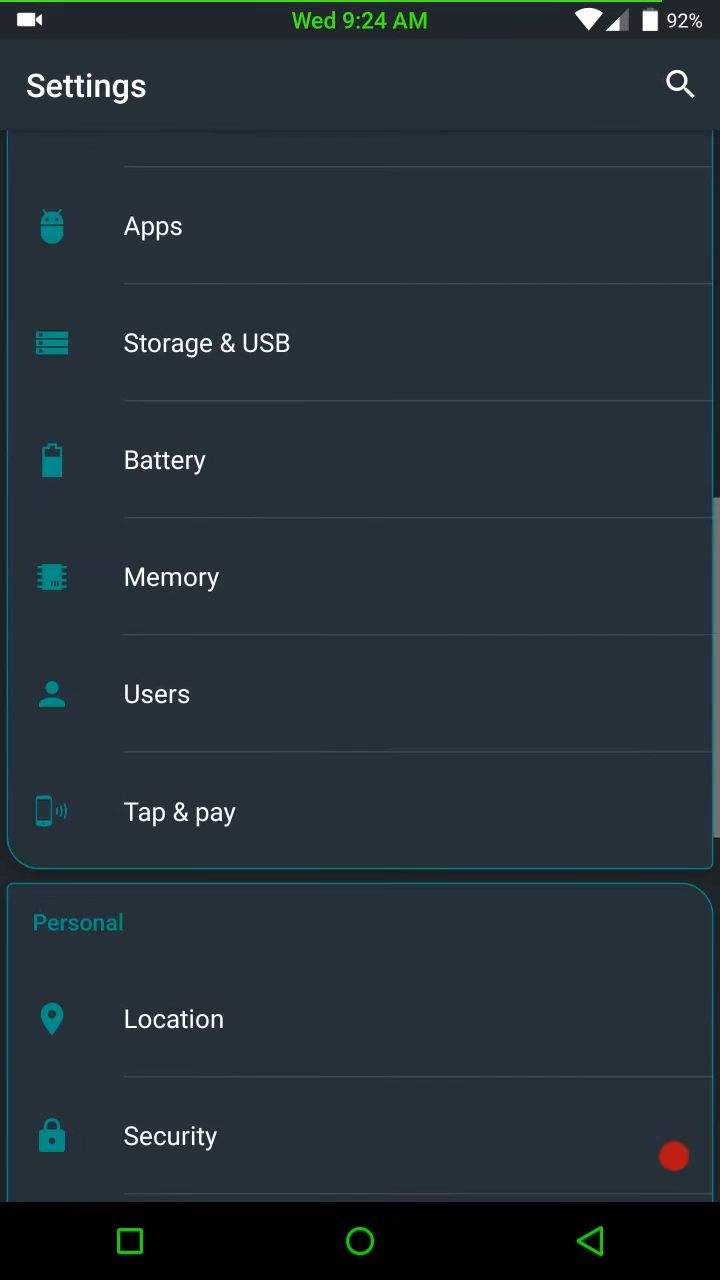 Wed 9:24 AM
92%
Settings
Apps
Storage & USB
Battery
Memory
Users
Tap & pay
Personal
Location
Security